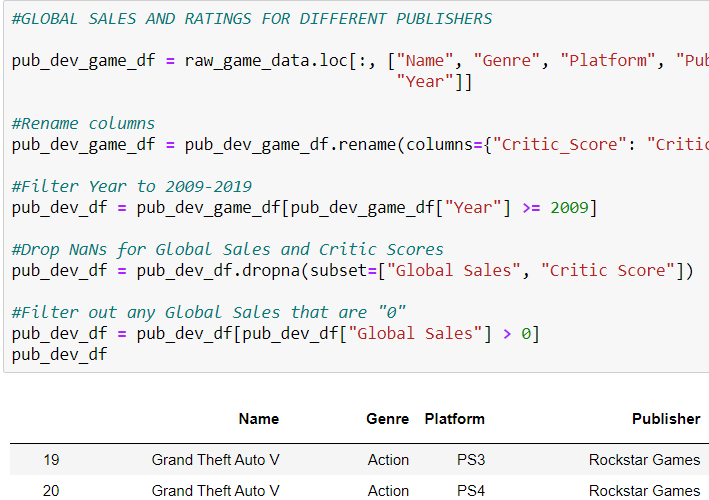 #GLOBAL SALES AND RATINGS FOR DIFFERENT PUBLISHERS
pub_dev_game_df = raw_game_data.loc[:, ["Name", "Genre", "Platform", "Pub
"Year"]]
#Rename columns
pub_dev_game_df = pub_dev_game_df.rename(columns={"Critic_Score": "Critic
#Filter Year to 2009-2019
pub_dev_df = pub_dev_game_df[pub_dev_game_df["Year"] >= 2009]
#Drop NaNs for Global Sales and Critic Scores
pub_dev_df = pub_dev_df.dropna(subset=["Global Sales", "Critic Score"])
#Filter out any Global Sales that are "0"
pub_dev_df = pub_dev_df[pub_dev_df["Global Sales"] > 0]
pub_dev_df
Name Genre Platform Publisher
19 Grand Theft Auto V Action PS3 Rockstar Games
20 Grand Theft Auto V Action PS4 Rockstar Games